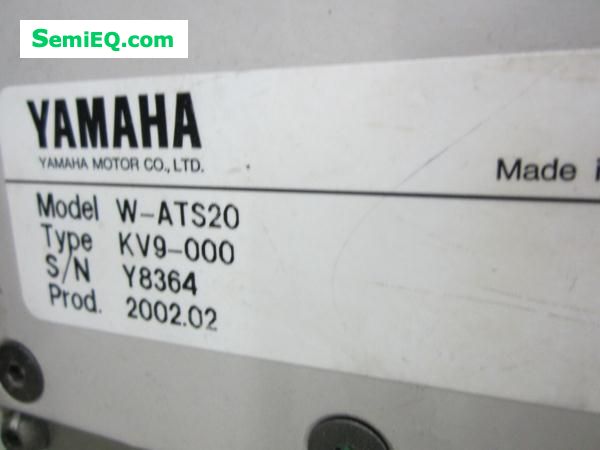 SemiEQ.com
YAMAHA
YAMAHA MOTOR CO., LTD.
Made
Model W-ATS20
Type KV9-000
S/N Y8364
Prod. 2002.02